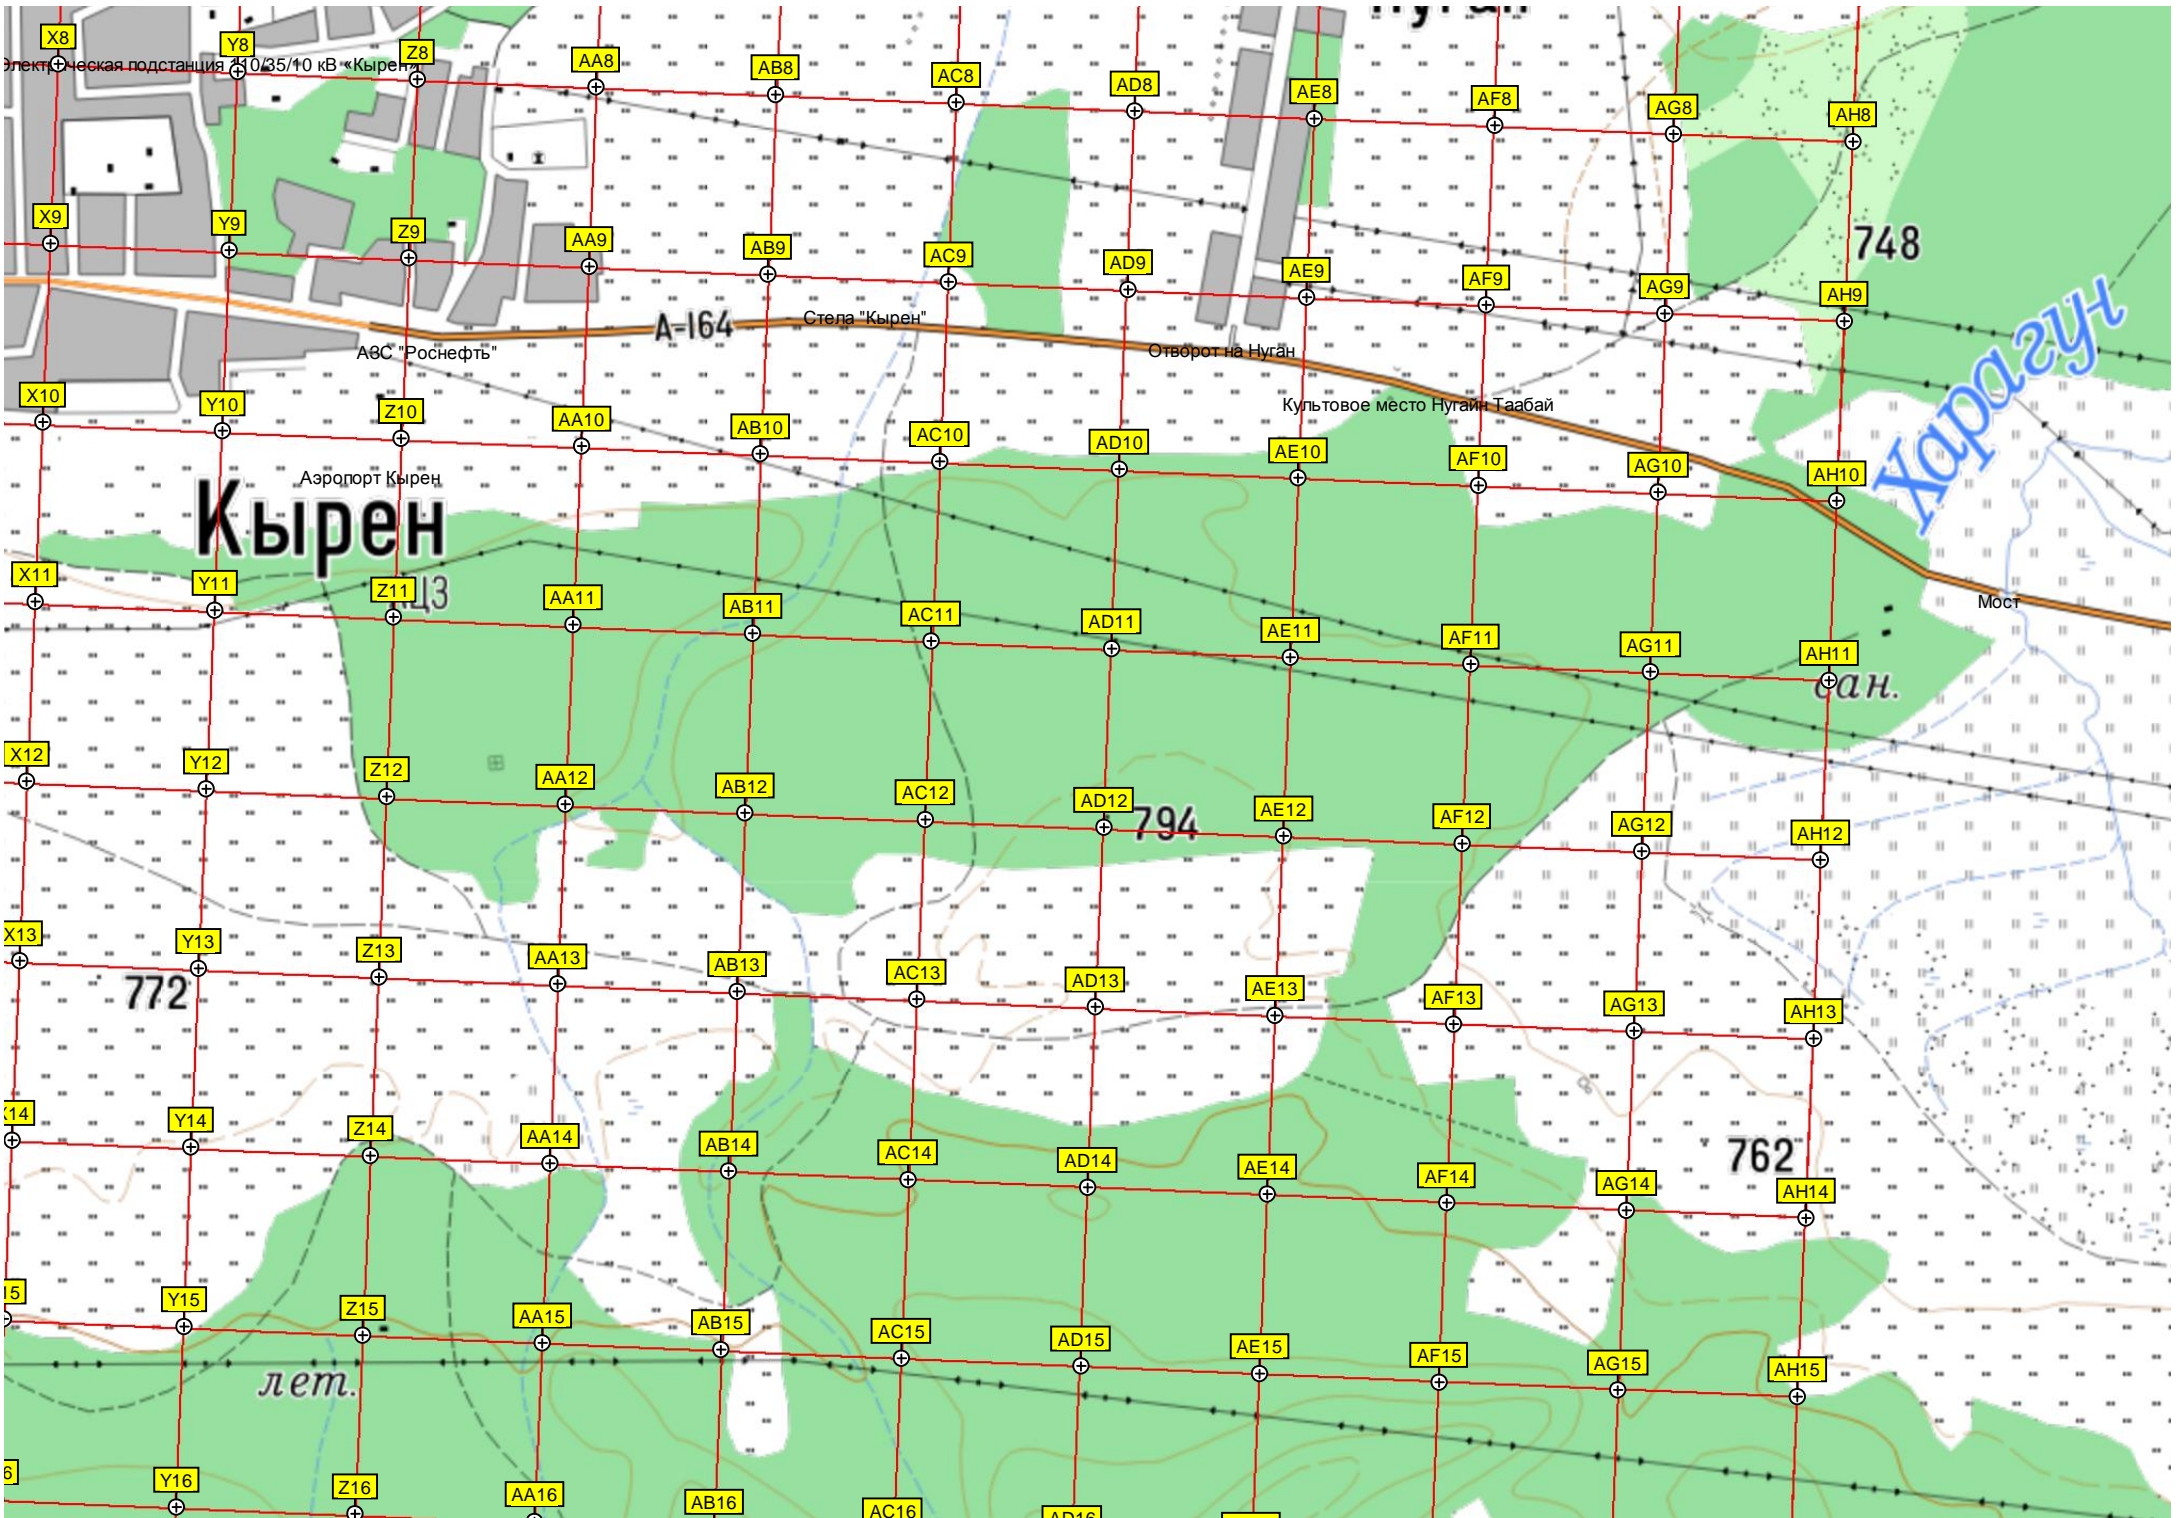 Нуган
X8 Y8 Z8 AA8 AB8 AC8 AD8 AE8 AF8 AG8 AH8
Электрическая подстанция 110/35/10 кВ «Кырен»
X9 Y9 Z9 AA9 AB9 AC9 AD9 AE9 AF9 AG9 AH9
748
Харагун
А-164
Стела "Кырен"
АЗС "Роснефть"
Отворот на Нуган
Культовое место Нугайн Таабай
X10 Y10 Z10 AA10 AB10 AC10 AD10 AE10 AF10 AG10 AH10
Аэропорт Кырен
Кырен
X11 Y11 Z11 AA11 AB11 AC11 AD11 AE11 AF11 AG11 AH11
Мост
сан.
X12 Y12 Z12 AA12 AB12 AC12 AD12 AE12 AF12 AG12 AH12
794
X13 Y13 Z13 AA13 AB13 AC13 AD13 AE13 AF13 AG13 AH13
772
14 Y14 Z14 AA14 AB14 AC14 AD14 AE14 AF14 AG14 AH14
762
15 Y15 Z15 AA15 AB15 AC15 AD15 AE15 AF15 AG15 AH15
лет.
6 Y16 Z16 AA16 AB16 AC16 AD16